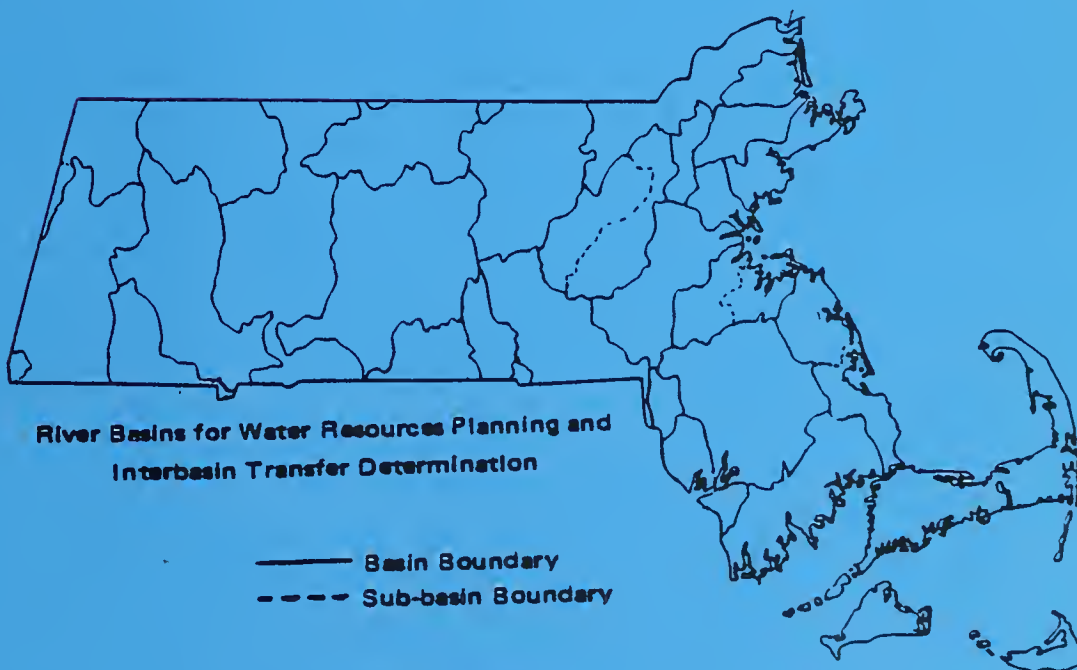 River Basins for Water Resources Planning and
Interbasin Transfer Determination
Basin Boundary
Sub-basin Boundary